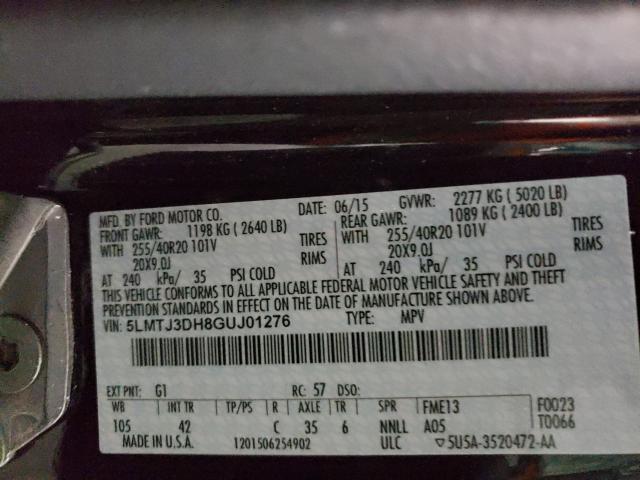 MFD. BY FORD MOTOR CO. DATE: 06/15 GVWR: 2277 KG ( 5020 LB)
FRONT GAWR: 1198 KG ( 2640 LB) REAR GAWR: 1089 KG ( 2400 LB)
WITH 255/40R20 101V TIRES WITH 255/40R20 101V TIRES
20X9.0J RIMS 20X9.0J RIMS
AT 240 kPa/ 35 PSI COLD AT 240 kPa/ 35 PSI COLD
THIS VEHICLE CONFORMS TO ALL APPLICABLE FEDERAL MOTOR VEHICLE SAFETY AND THEFT
PREVENTION STANDARDS IN EFFECT ON THE DATE OF MANUFACTURE SHOWN ABOVE.
VIN: 5LMTJ3DH8GUJ01276 TYPE: MPV
EXT PNT: G1 RC: 57 DSO:
WB INT TR TP/PS R AXLE TR SPR FME13 F0023
105 42 C 35 6 NNLL A05 T0066
MADE IN U.S.A. 1201506254902 ULC ▽5U5A-3520472-AA